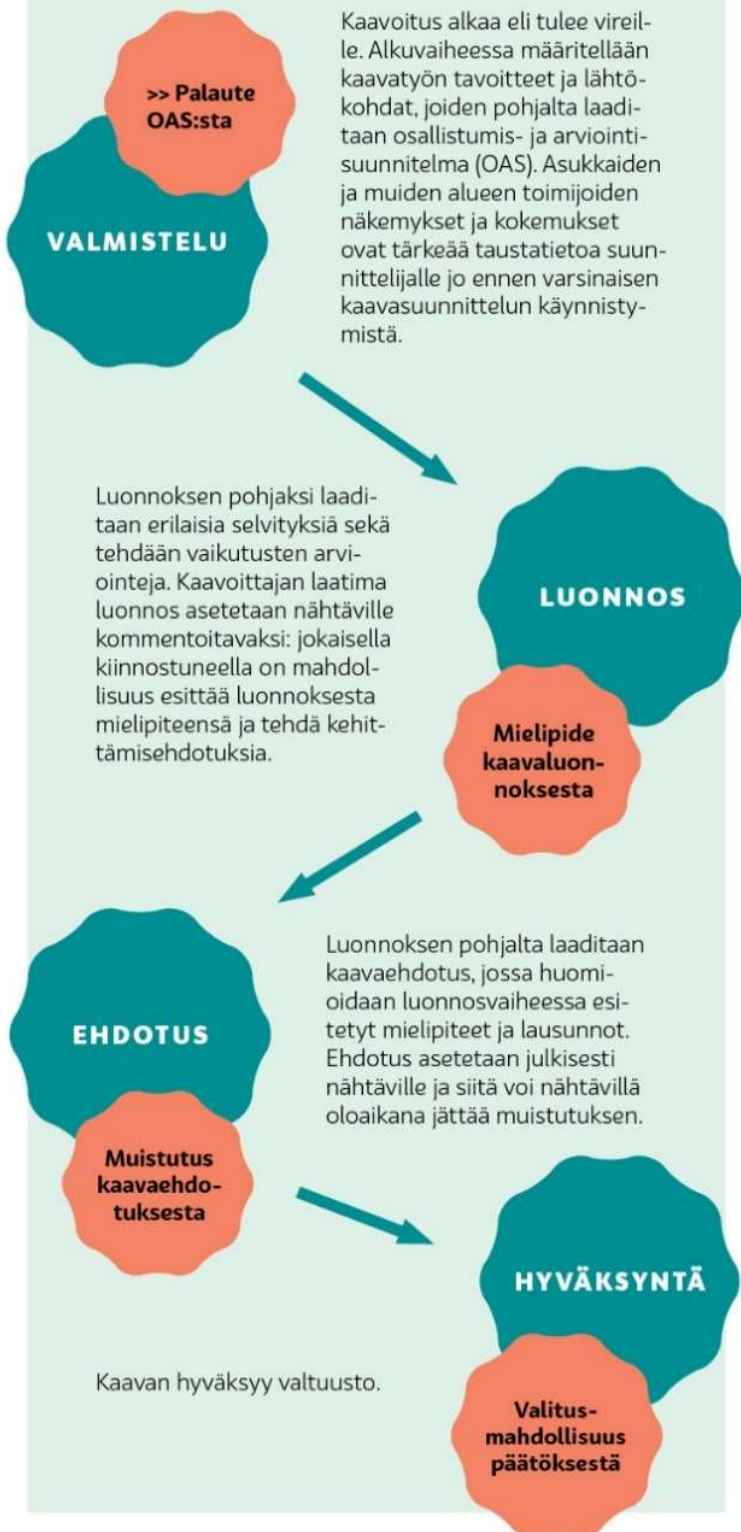 >> Palaute
OAS:sta
VALMISTELU
Kaavoitus alkaa eli tulee vireil-
le. Alkuvaiheessa määritellään
kaavatyön tavoitteet ja lähtö-
kohdat, joiden pohjalta laadi-
taan osallistumis- ja arviointi-
suunnitelma (OAS). Asukkaiden
ja muiden alueen toimijoiden
näkemykset ja kokemukset
ovat tärkeää taustatietoa suun-
nittelijalle jo ennen varsinaisen
kaavasuunnittelun käynnisty-
mistä.
Luonnoksen pohjaksi laadi-
taan erilaisia selvityksiä sekä
tehdään vaikutusten arvi-
ointeja. Kaavoittajan laatima
luonnos asetetaan nähtäville
kommentoitavaksi: jokaisella
kiinnostuneella on mahdol-
lisuus esittää luonnoksesta
mielipiteensä ja tehdä kehit-
tämisehdotuksia.
LUONNOS
Mielipide
kaavaluon-
noksesta
EHDOTUS
Muistutus
kaavaehdo-
tuksesta
Luonnoksen pohjalta laaditaan
kaavaehdotus, jossa huomi-
oidaan luonnosvaiheessa esi-
tetyt mielipiteet ja lausunnot.
Ehdotus asetetaan julkisesti
nähtäville ja siitä voi nähtävillä
oloaikana jättää muistutuksen.
HYVÄKSYNTÄ
Kaavan hyväksyy valtuusto.
Valitus-
mahdollisuus
päätöksestä